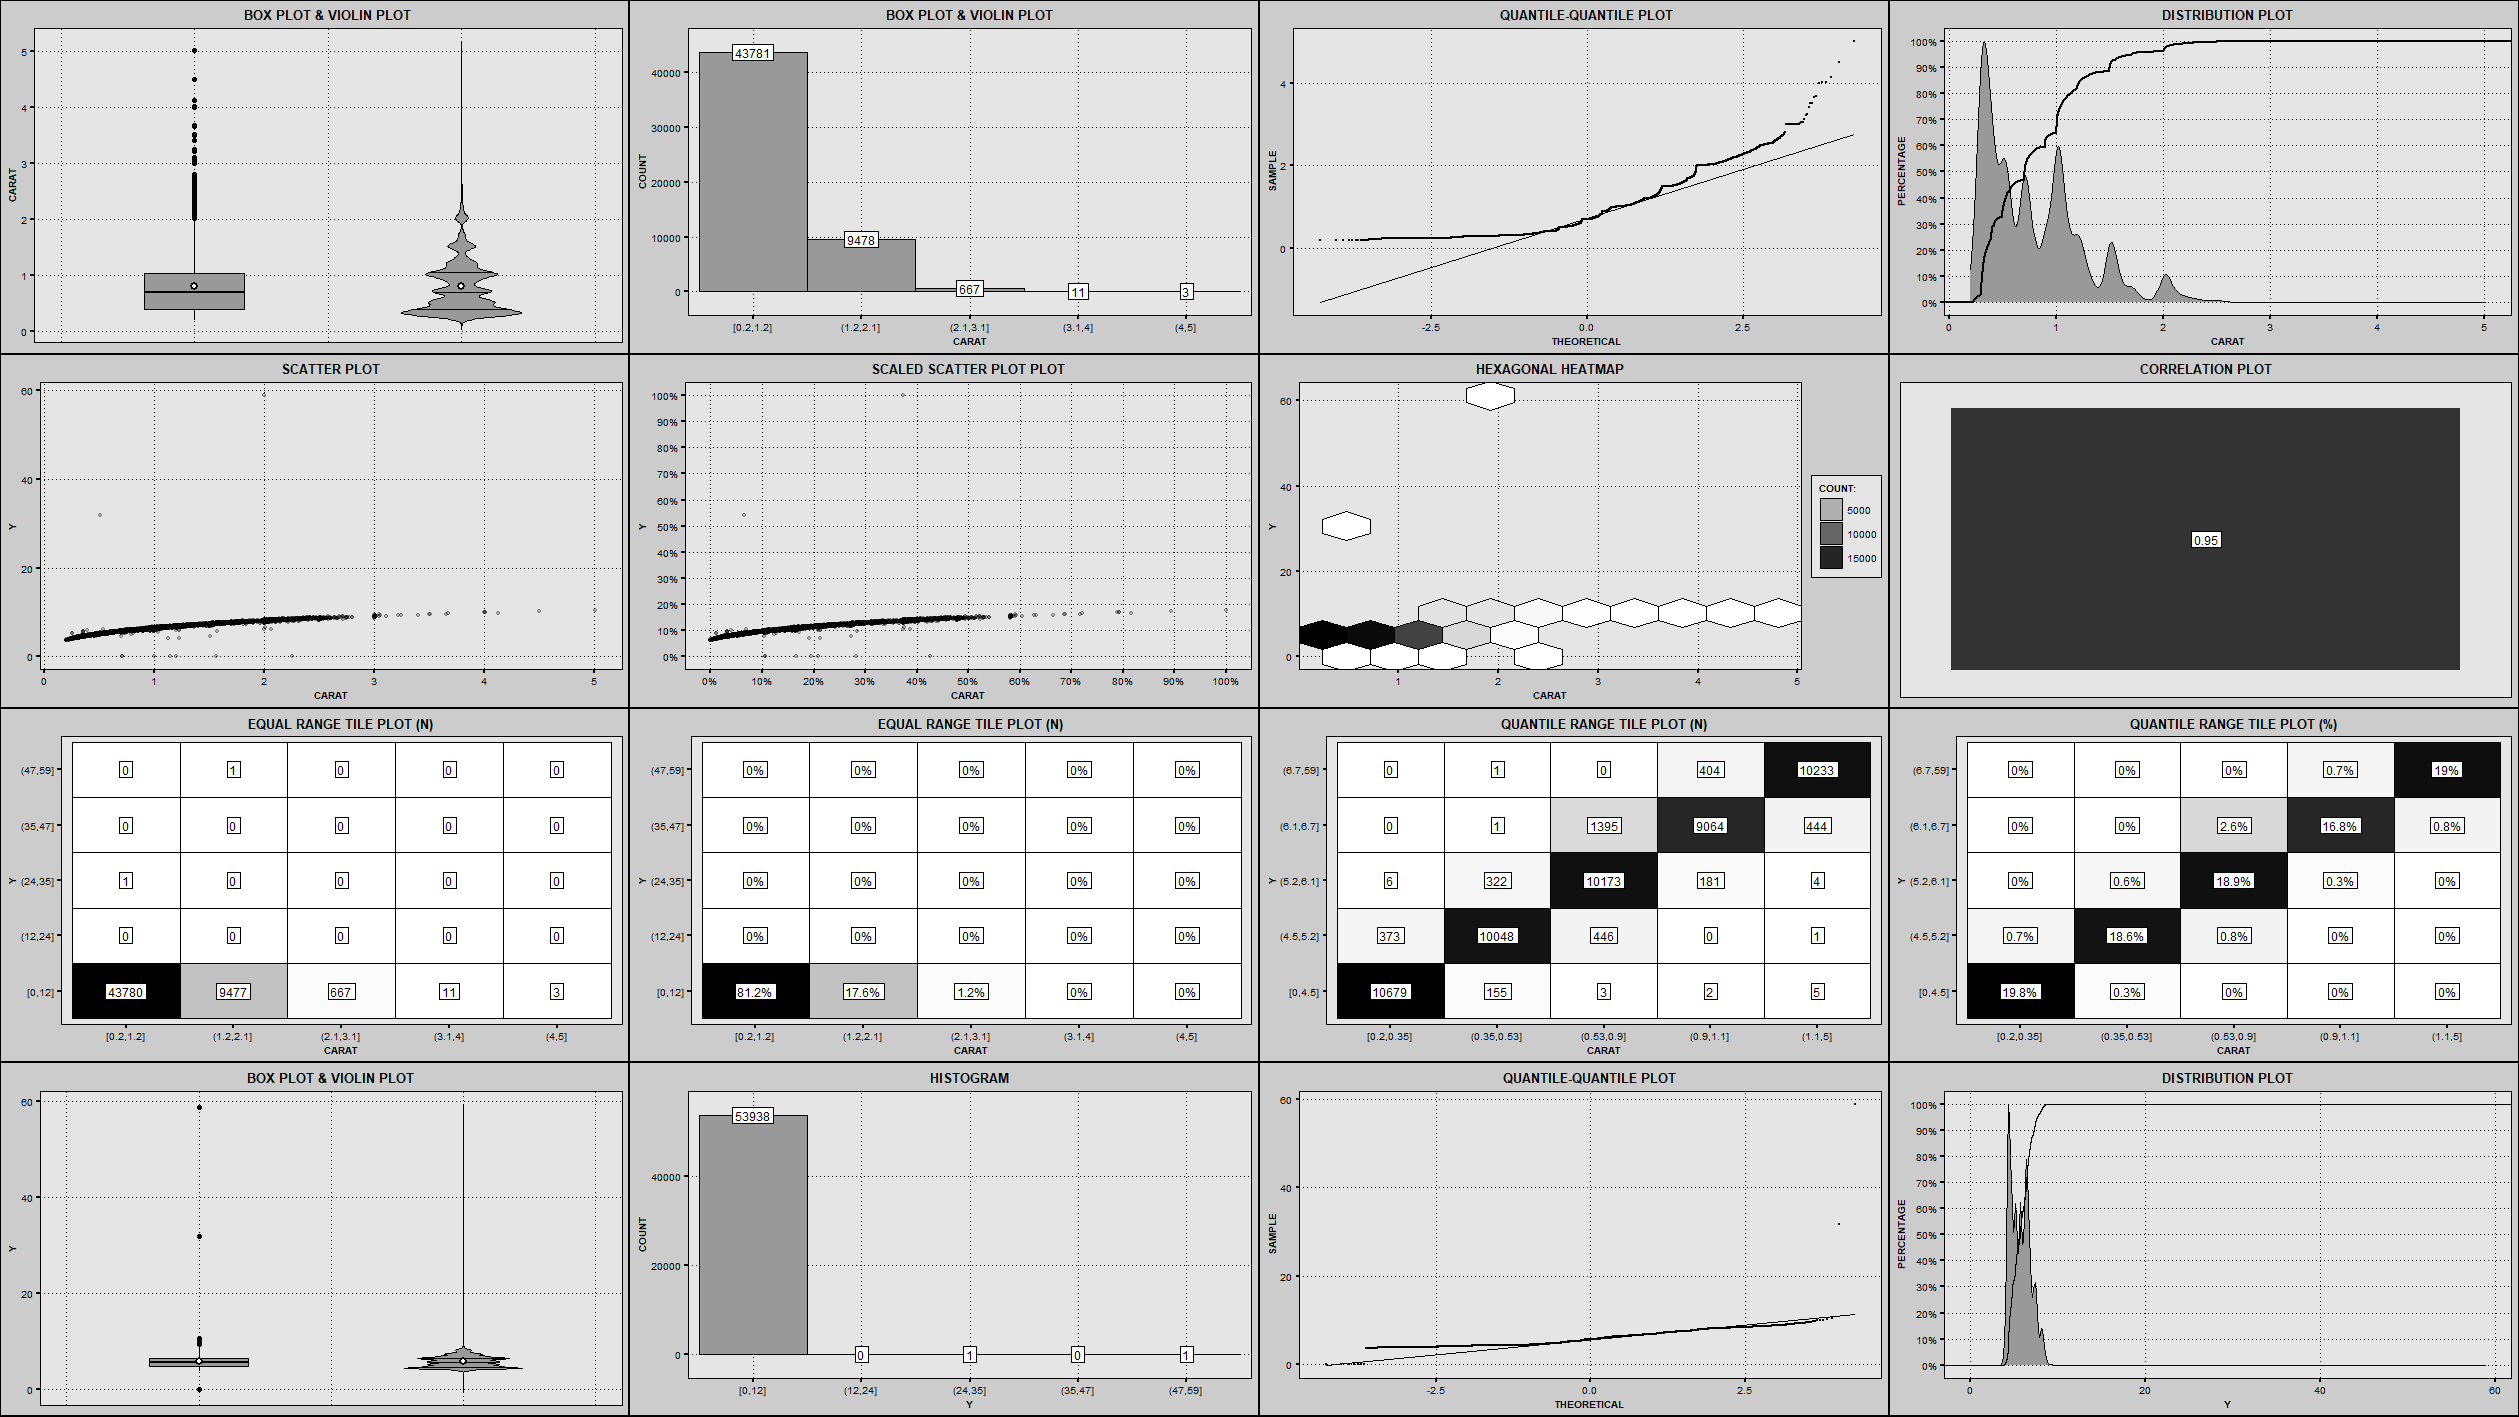 BOX PLOT & VIOLIN PLOT
CARAT
5
4
3
2
1
0
BOX PLOT & VIOLIN PLOT
COUNT
40000
30000
20000
10000
0
43781
9478
667
11
3
[0.2,1.2] (1.2,2.1] (2.1,3.1] (3.1,4] (4,5]
CARAT
QUANTILE-QUANTILE PLOT
SAMPLE
4
2
0
-2.5 0.0 2.5
THEORETICAL
DISTRIBUTION PLOT
PERCENTAGE
100%
90%
80%
70%
60%
50%
40%
30%
20%
10%
0%
0 1 2 3 4 5
CARAT
SCATTER PLOT
Y
60
40
20
0
0 1 2 3 4 5
CARAT
SCALED SCATTER PLOT PLOT
Y
100%
90%
80%
70%
60%
50%
40%
30%
20%
10%
0%
0% 10% 20% 30% 40% 50% 60% 70% 80% 90% 100%
CARAT
HEXAGONAL HEATMAP
Y
60
40
20
0
1 2 3 4 5
CARAT
COUNT:
5000
10000
15000
CORRELATION PLOT
0.95
EQUAL RANGE TILE PLOT (N)
Y
(47,59] 0 1 0 0 0
(35,47] 0 0 0 0 0
(24,35] 1 0 0 0 0
(12,24] 0 0 0 0 0
[0,12] 43780 9477 667 11 3
[0.2,1.2] (1.2,2.1] (2.1,3.1] (3.1,4] (4,5]
CARAT
EQUAL RANGE TILE PLOT (N)
Y
(47,59] 0% 0% 0% 0% 0%
(35,47] 0% 0% 0% 0% 0%
(24,35] 0% 0% 0% 0% 0%
(12,24] 0% 0% 0% 0% 0%
[0,12] 81.2% 17.6% 1.2% 0% 0%
[0.2,1.2] (1.2,2.1] (2.1,3.1] (3.1,4] (4,5]
CARAT
QUANTILE RANGE TILE PLOT (N)
Y
(6.7,59] 0 1 0 404 10233
(6.1,6.7] 0 1 1395 9064 444
(5.2,6.1] 6 322 10173 181 4
(4.5,5.2] 373 10048 446 0 1
[0,4.5] 10679 155 3 2 5
[0.2,0.35] (0.35,0.53] (0.53,0.9] (0.9,1.1] (1.1,5]
CARAT
QUANTILE RANGE TILE PLOT (%)
Y
(6.7,59] 0% 0% 0% 0.7% 19%
(6.1,6.7] 0% 0% 2.6% 16.8% 0.8%
(5.2,6.1] 0% 0.6% 18.9% 0.3% 0%
(4.5,5.2] 0.7% 18.6% 0.8% 0% 0%
[0,4.5] 19.8% 0.3% 0% 0% 0%
[0.2,0.35] (0.35,0.53] (0.53,0.9] (0.9,1.1] (1.1,5]
CARAT
BOX PLOT & VIOLIN PLOT
Y
60
40
20
0
HISTOGRAM
COUNT
40000
20000
0
53938
0
1
0
1
[0,12] (12,24] (24,35] (35,47] (47,59]
Y
QUANTILE-QUANTILE PLOT
SAMPLE
60
40
20
0
-2.5 0.0 2.5
THEORETICAL
DISTRIBUTION PLOT
PERCENTAGE
100%
90%
80%
70%
60%
50%
40%
30%
20%
10%
0%
0 20 40 60
Y